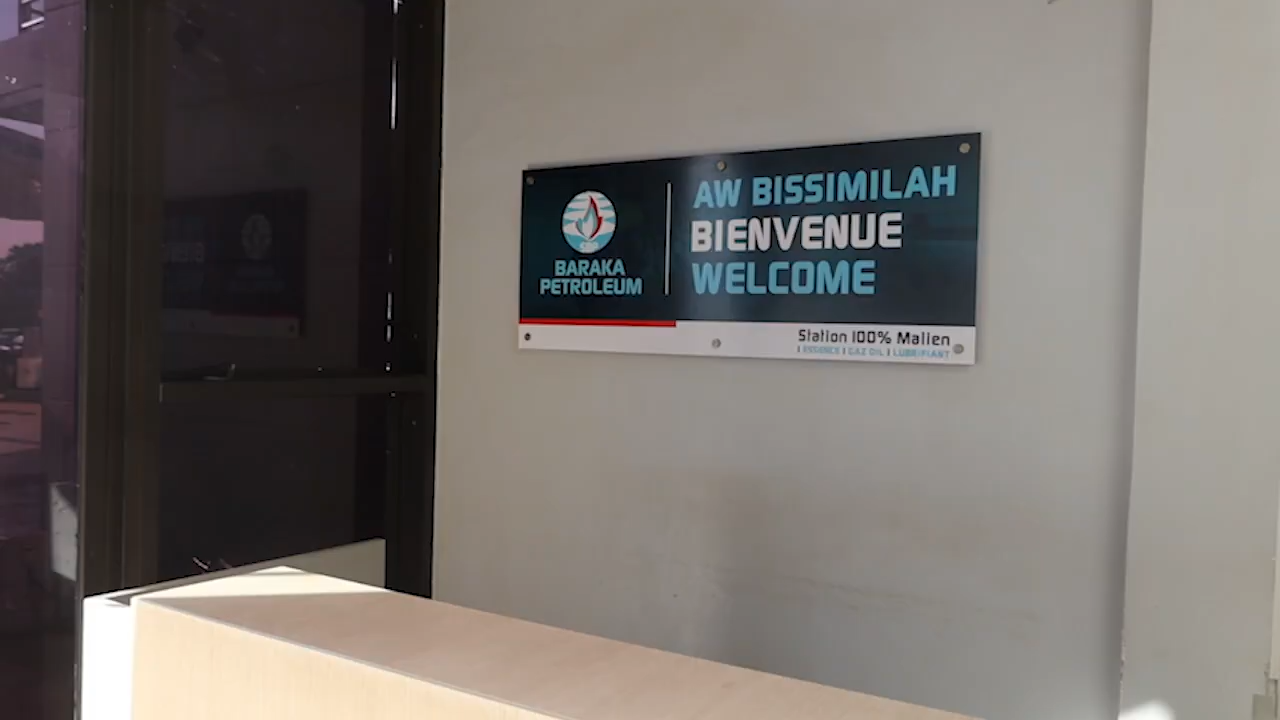 BARAKA
PETROLEUM
AW BISSIMILAH
BIENVENUE
WELCOME
Station 100% Malien
| ESSENCE | GAZ OIL | LUBRIFIANT